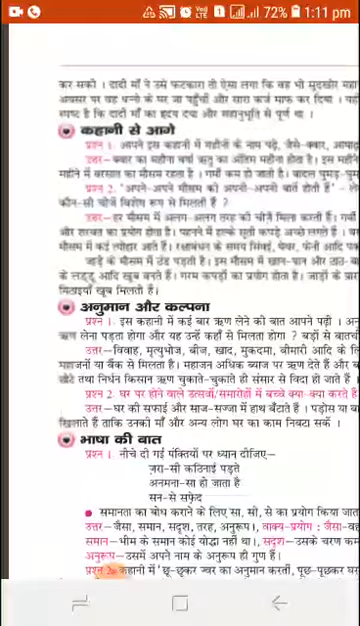 72% 1:11 pm
कर सकी । दादी माँ ने उसे फटकारा तो ऐसा लगा कि वह भी सूदखोर महा
अवसर पर वह धन्नो के घर जा पहुँचीं और सारा कर्ज माफ कर दिया । यहाँ
स्पष्ट है कि दादी माँ का हृदय दया और सहानुभूति से पूर्ण था ।
कहानी से आगे
प्रश्न 1. आपने इस कहानी में महीनों के नाम पढ़े, जैसे-क्वार, आषाढ़
उत्तर–क्वार का महीना वर्षा ऋतु का अंतिम महीना होता है। इस महीने
महीने में बरसात का मौसम रहता है। गर्मी कम हो जाती है। बादल घुमड़-घुम
प्रश्न 2. 'अपने-अपने मौसम की अपनी-अपनी बातें होती हैं'
कौन-सी चीजें विशेष रूप से मिलती हैं ?
उत्तर–हर मौसम में अलग-अलग तरह की चीजें मिला करती हैं। गर्मी
और शरबत का प्रयोग होता है। पहनने में हल्के सूती कपड़े अच्छे लगते हैं ।
मौसम में कई त्योहार आते हैं। रक्षाबंधन के समय सिंवई, घेवर, फेनी आदि
जाड़े के मौसम में ठंड पड़ती है। इस मौसम में खान-पान और
के लड्डू आदि खूब बनते हैं। गरम कपड़ों का प्रयोग होता है। जाड़ों के प्रार
मिठाइयाँ खूब मिलती हैं।
अनुमान और कल्पना
प्रश्न 1. इस कहानी में कई बार ऋण लेने की बात आपने पढ़ी ।
ऋण लेना पड़ता होगा और यह उन्हें कहाँ से मिलता होगा ? बड़ों से बातची
उत्तर–विवाह, मृत्युभोज, बीज, खाद, मुकदमा, बीमारी आदि के लि
महाजनों या बैंक से मिलता है। महाजन अधिक ब्याज पर ऋण देते हैं और
छोटे तथा निर्धन किसान ऋण चुकाते-चुकाते ही संसार से विदा हो जाते हैं ।
प्रश्न 2. घर पर होने वाले उत्सवों/समारोहों में बच्चे क्या-क्या करते हैं
उत्तर–घर की सफाई और साज-सज्जा में हाथ बँटाते हैं । पड़ोस या
खिलाते हैं ताकि उनकी माँ और अन्य लोग घर का काम निबटा सकें ।
भाषा की बात
प्रश्न 1. नीचे दी गई पंक्तियों पर ध्यान दीजिए–
ज़रा-सी कठिनाई पड़ते
अनमना-सा हो जाता है
सन-से सफ़ेद
● समानता का बोध कराने के लिए सा, सी, से का प्रयोग किया जात
उत्तर–जैसा, समान, सदृश, तरह, अनुरूप।, वाक्य-प्रयोग : जैसा–वह
समान–भीम के समान कोई योद्धा नहीं था।, सदृश–उसके चरण कम
अनुरूप–उसमें अपने नाम के अनुरूप ही गुण हैं।
प्रश्न 2. कहानी में 'छू-छूकर ज्वर का अनुमान करतीं, पूछ-पूछकर घर